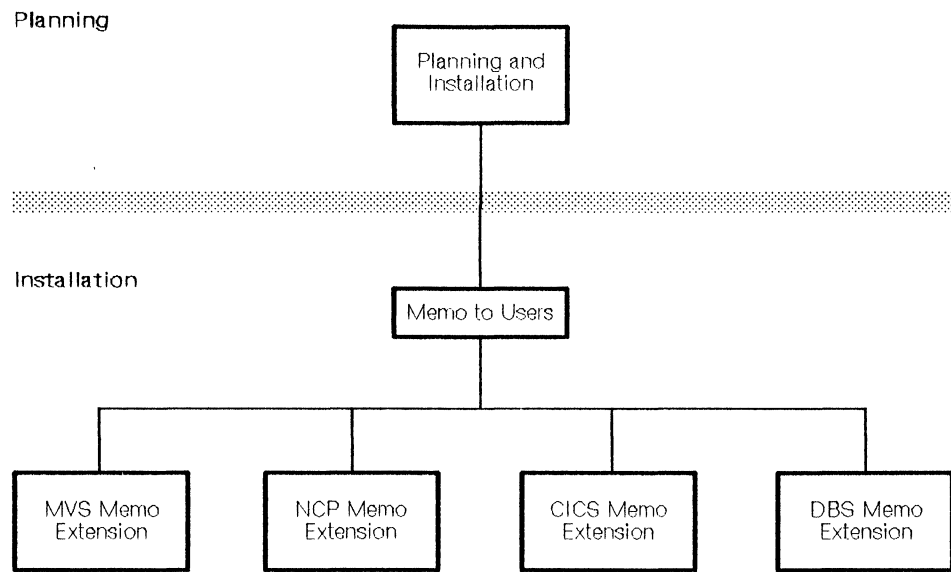 Planning
Planning and
Installation
Installation
Memo to Users
MVS Memo
Extension
NCP Memo
Extension
CICS Memo
Extension
DBS Memo
Extension